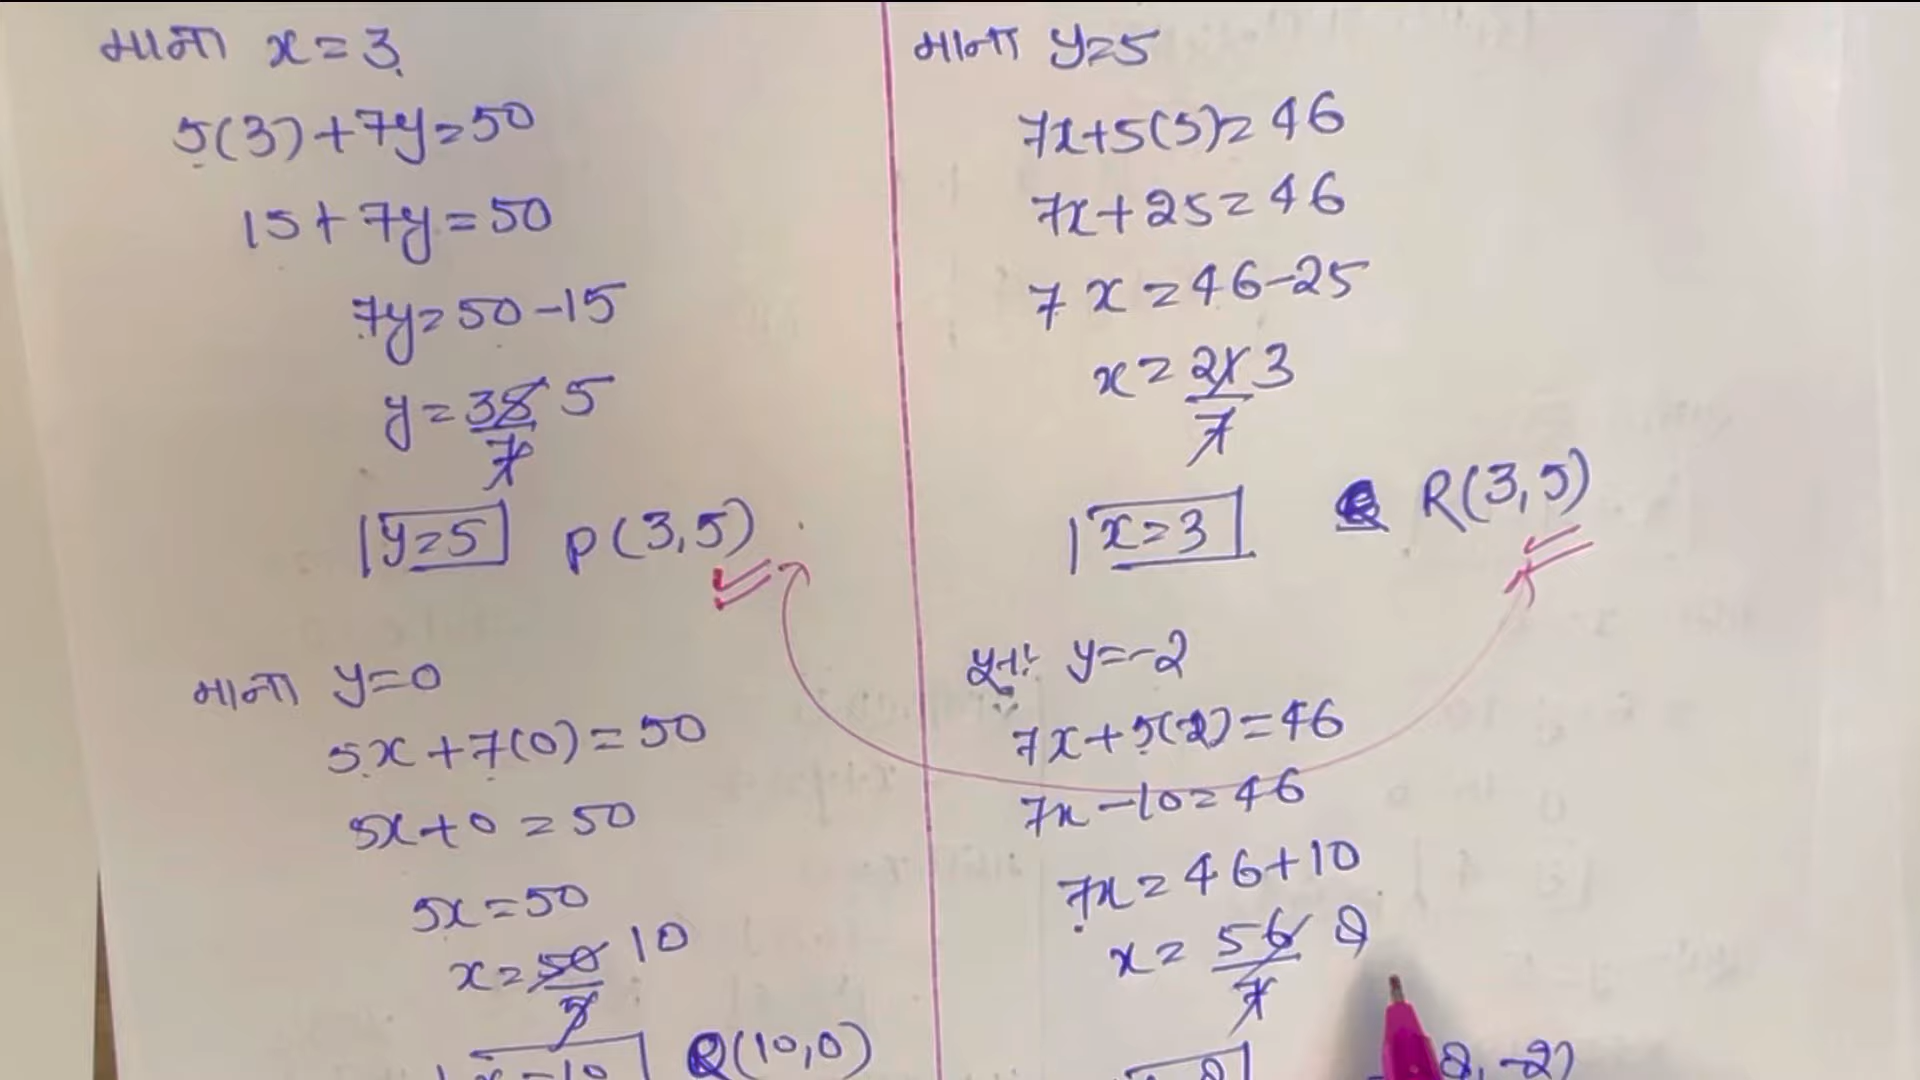 माना x = 3
5(3)+7y=50
15+7y=50
7y=50-15
y=35/7 5
y=5 P(3,5)
माना y=0
5x+7(0)=50
5x+0=50
5x=50
x=50/5 10
x=10 Q(10,0)
माना y=5
7x+5(5)=46
7x+25=46
7x=46-25
x=21/7 3
x=3 R(3,5)
पुनः y=-2
7x+5(-2)=46
7x-10=46
7x=46+10
x=56/7 8
8,-2)